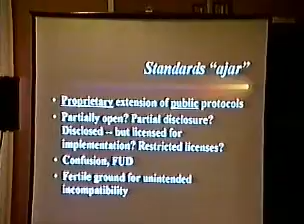 Standards "ajar"
• Proprietary extension of public protocols
• Partially open? Partial disclosure?
Disclosed -- but licensed for
implementation? Restricted licenses?
• Confusion, FUD
• Fertile ground for unintended
incompatibility